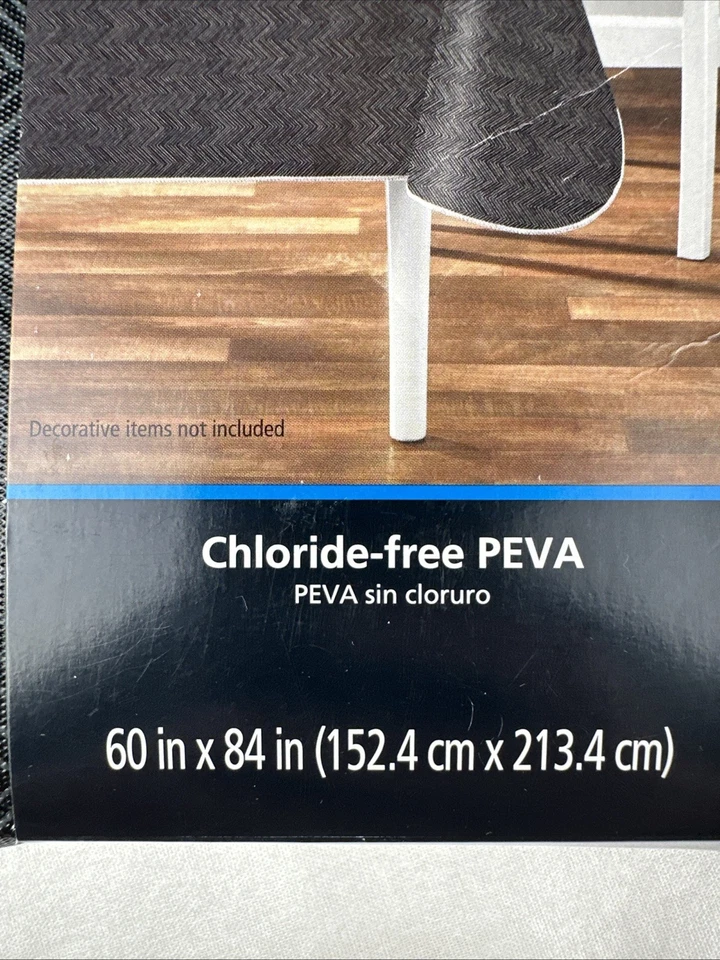 Decorative items not included
Chloride-free PEVA
PEVA sin cloruro
60 in x 84 in (152.4 cm x 213.4 cm)